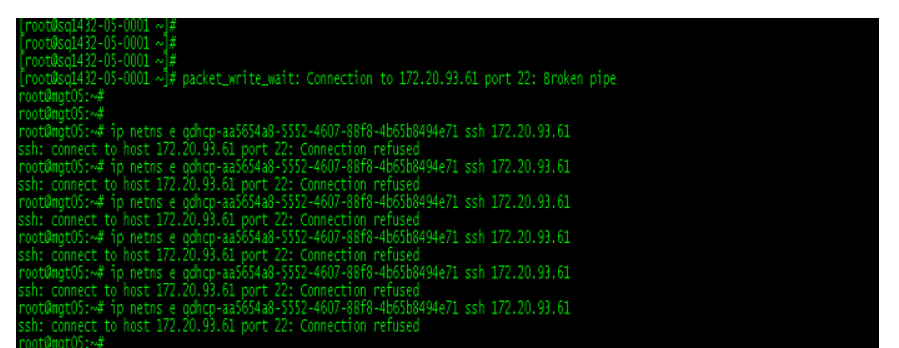 [root@sq1432-05-0001 ~]#
[root@sq1432-05-0001 ~]#
[root@sq1432-05-0001 ~]#
[root@sq1432-05-0001 ~]# packet_write_wait: Connection to 172.20.93.61 port 22: Broken pipe
root@mgt05:~#
root@mgt05:~#
root@mgt05:~# ip netns e qdhcp-aa5654a8-5552-4607-88f8-4b65b8494e71 ssh 172.20.93.61
ssh: connect to host 172.20.93.61 port 22: Connection refused
root@mgt05:~# ip netns e qdhcp-aa5654a8-5552-4607-88f8-4b65b8494e71 ssh 172.20.93.61
ssh: connect to host 172.20.93.61 port 22: Connection refused
root@mgt05:~# ip netns e qdhcp-aa5654a8-5552-4607-88f8-4b65b8494e71 ssh 172.20.93.61
ssh: connect to host 172.20.93.61 port 22: Connection refused
root@mgt05:~# ip netns e qdhcp-aa5654a8-5552-4607-88f8-4b65b8494e71 ssh 172.20.93.61
ssh: connect to host 172.20.93.61 port 22: Connection refused
root@mgt05:~# ip netns e qdhcp-aa5654a8-5552-4607-88f8-4b65b8494e71 ssh 172.20.93.61
ssh: connect to host 172.20.93.61 port 22: Connection refused
root@mgt05:~# ip netns e qdhcp-aa5654a8-5552-4607-88f8-4b65b8494e71 ssh 172.20.93.61
ssh: connect to host 172.20.93.61 port 22: Connection refused
root@mgt05:~#